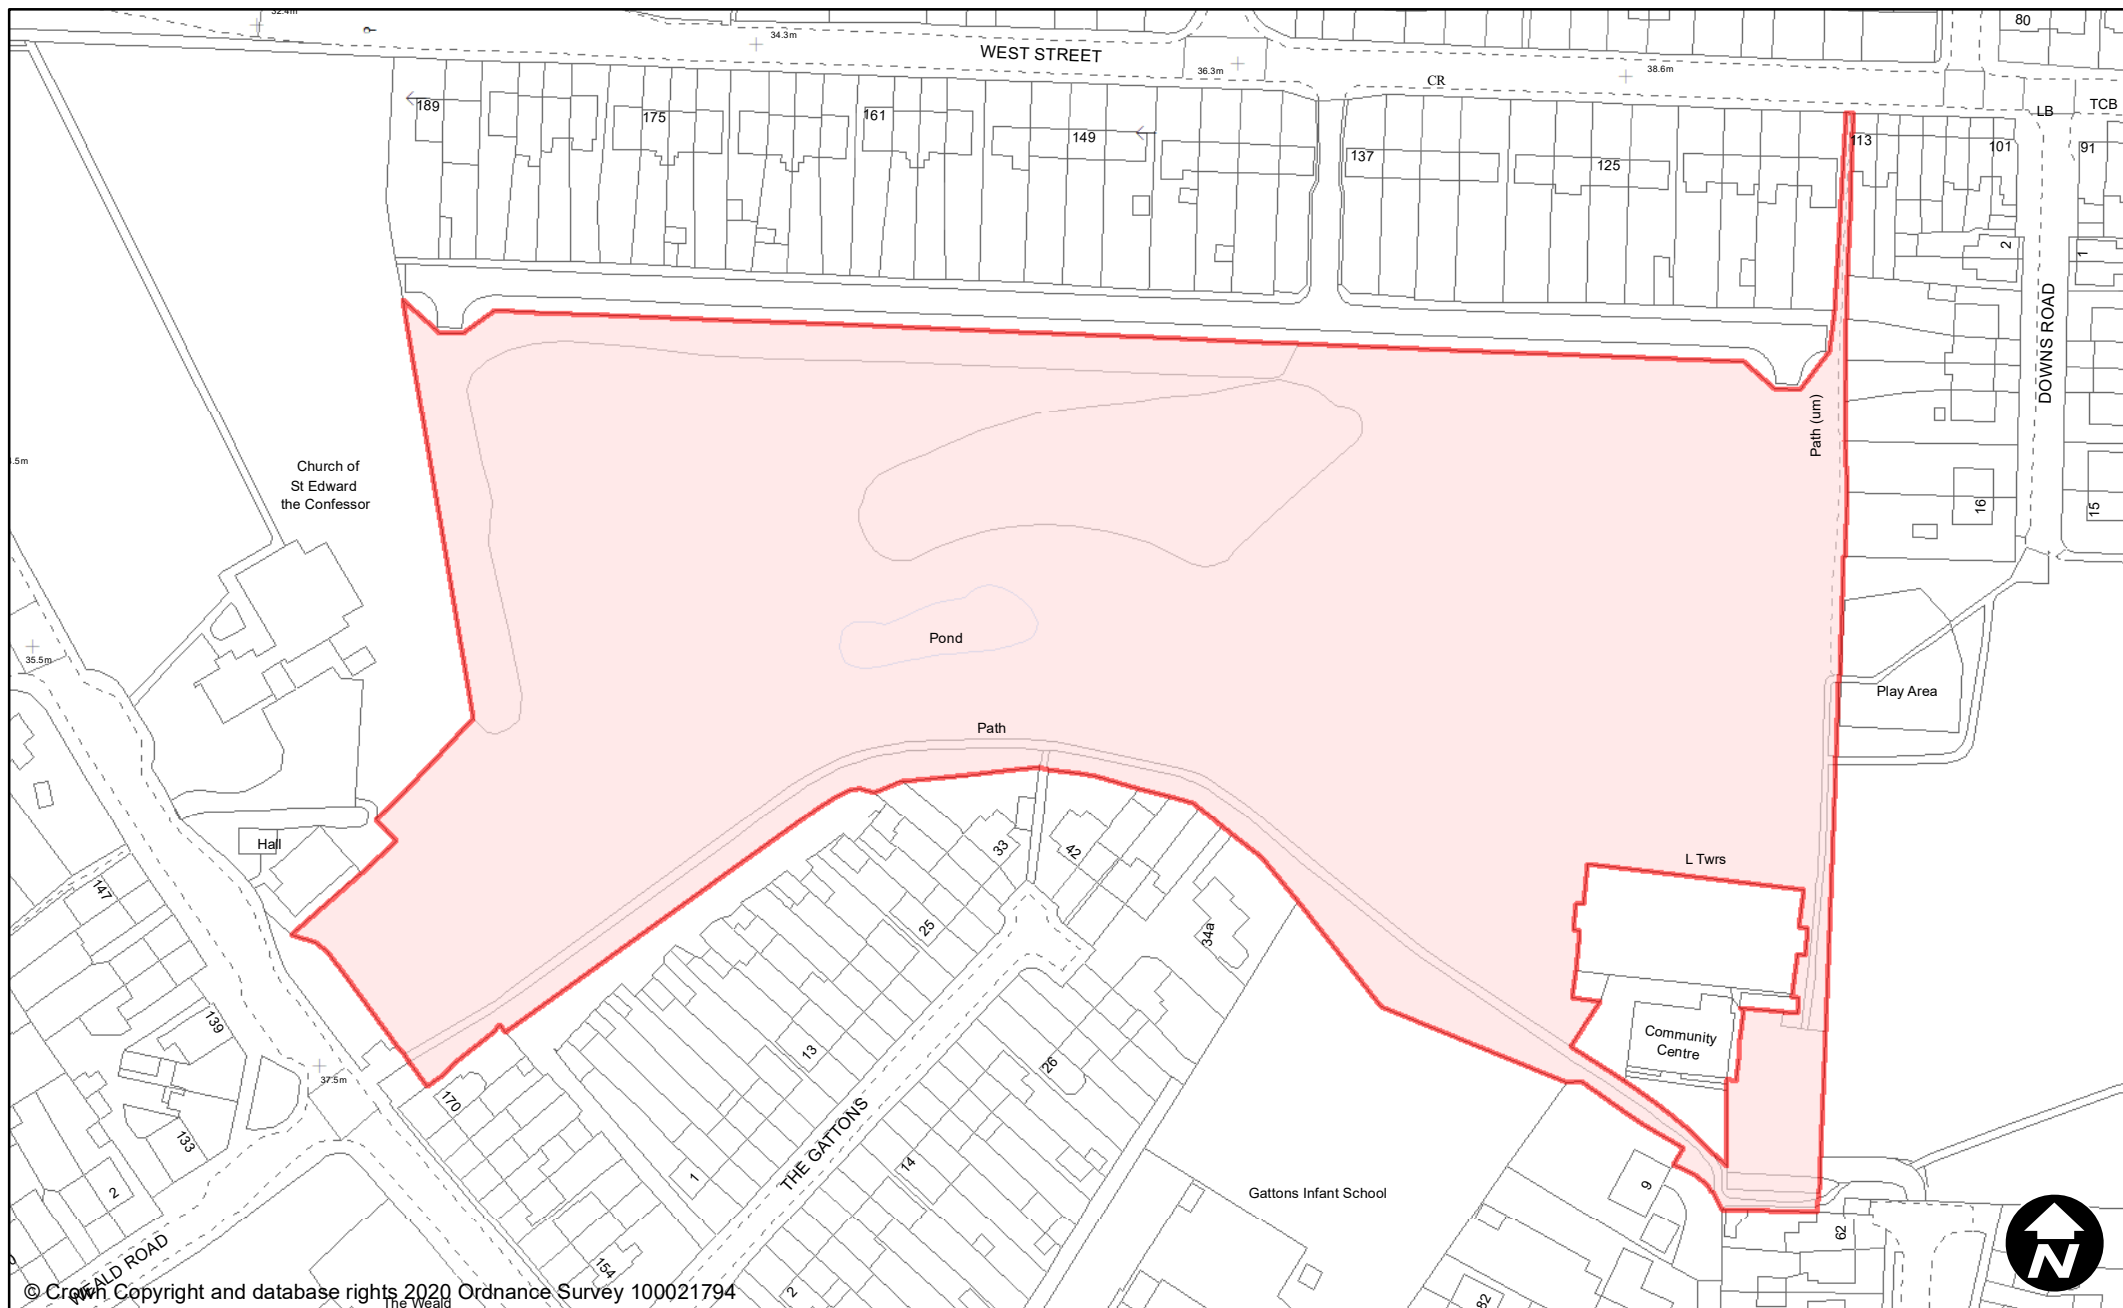 32.4m
34.3m
WEST STREET
36.3m
CR
38.6m
80
LB
TCB
189
175
161
149
137
125
113
101
91
2
1
DOWNS ROAD
Path (um)
Church of
St Edward
the Confessor
16
15
35.5m
Pond
Play Area
Path
Hall
33
42
L Twrs
147
25
34a
139
13
26
Community
Centre
37.5m
170
133
THE GATTONS
1
14
2
Gattons Infant School
9
62
154
WEALD ROAD
2
82
N
© Crown Copyright and database rights 2020 Ordnance Survey 100021794
The Weald